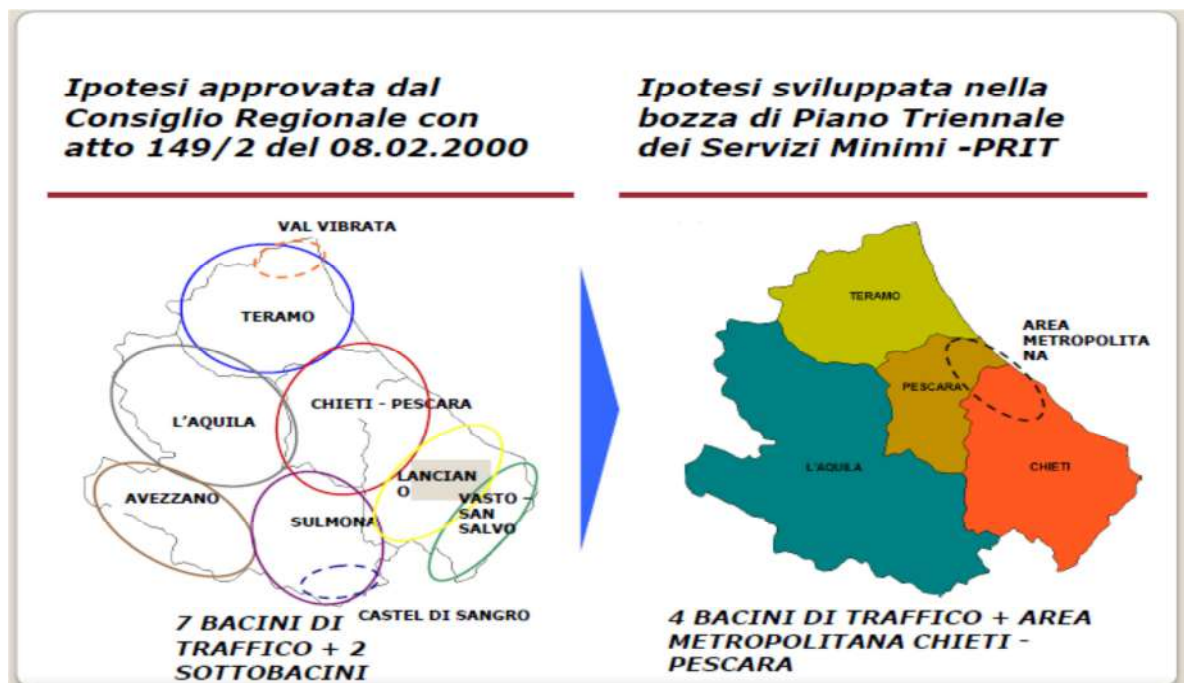 Ipotesi approvata dal
Consiglio Regionale con
atto 149/2 del 08.02.2000
VAL VIBRATA
TERAMO
CHIETI - PESCARA
L'AQUILA
LANCIAN
O
AVEZZANO
VASTO -
SAN
SALVO
SULMONA
CASTEL DI SANGRO
7 BACINI DI
TRAFFICO + 2
SOTTOBACINI
Ipotesi sviluppata nella
bozza di Piano Triennale
dei Servizi Minimi -PRIT
TERAMO
AREA
METROPOLITA
NA
PESCARA
L'AQUILA
CHIETI
4 BACINI DI TRAFFICO + AREA
METROPOLITANA CHIETI -
PESCARA